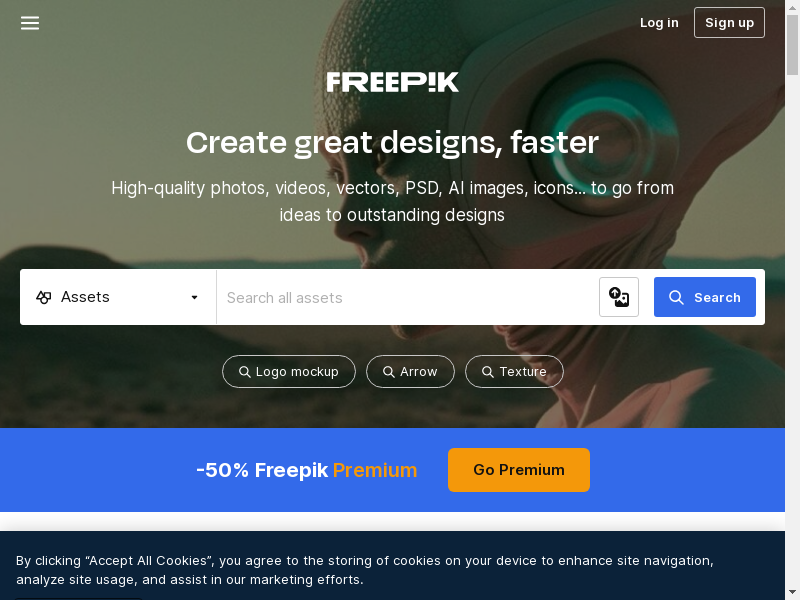 Log in
Sign up
FREEPIK
Create great designs, faster
High-quality photos, videos, vectors, PSD, AI images, icons... to go from
ideas to outstanding designs
Assets
Search all assets
Search
Logo mockup
Arrow
Texture
-50% Freepik Premium
Go Premium
By clicking “Accept All Cookies”, you agree to the storing of cookies on your device to enhance site navigation,
analyze site usage, and assist in our marketing efforts.